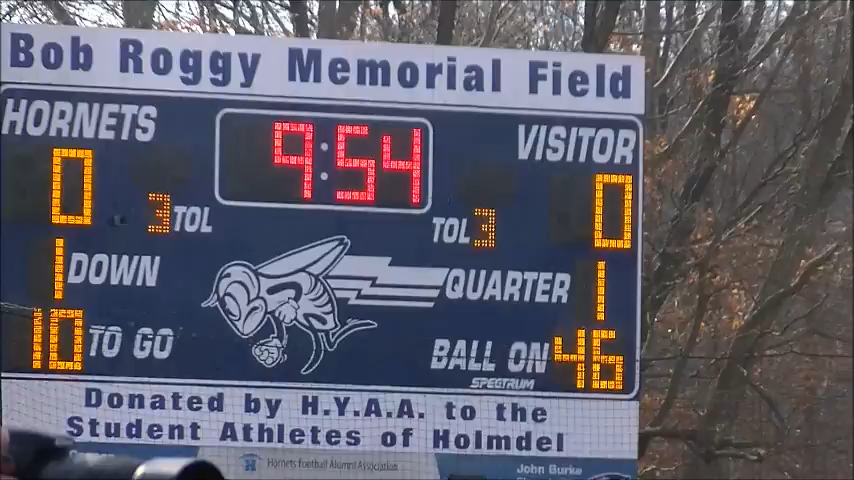 Bob Roggy Memorial Field
HORNETS 9:54 VISITOR
0 3 TOL TOL 3 0
1 DOWN QUARTER 1
10 TO GO BALL ON 46
SPECTRUM
Donated by H.Y.A.A. to the
Student Athletes of Holmdel
Hornets Football Alumni Association
John Burke